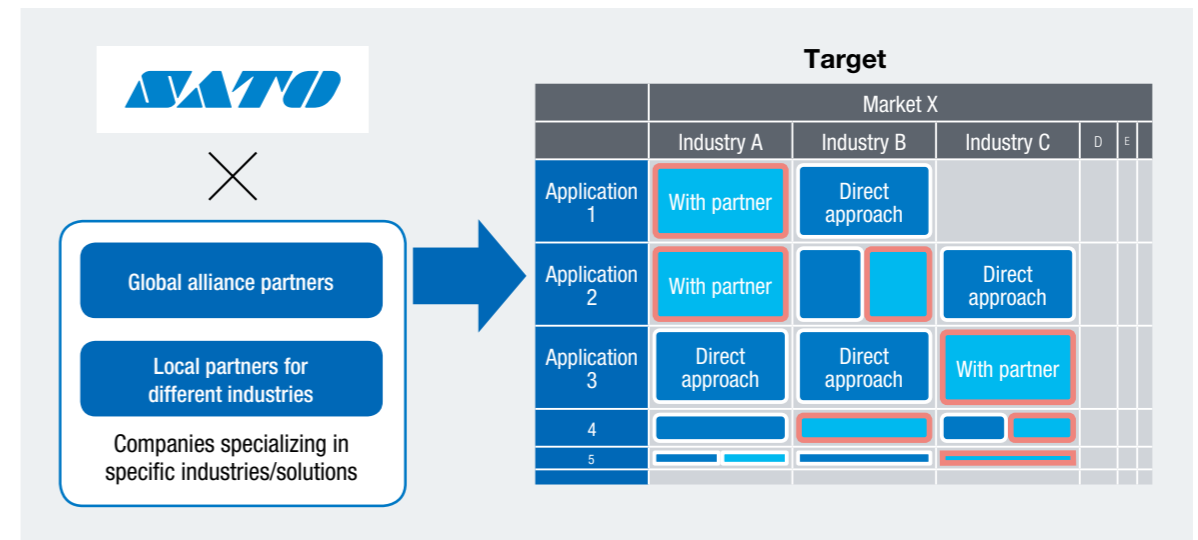 SATO
Global alliance partners
Local partners for
different industries
Companies specializing in
specific industries/solutions
Target
Market X
Industry A
Industry B
Industry C
D
E
Application
1
With partner
Direct
approach
Application
2
With partner
Direct
approach
Application
3
Direct
approach
Direct
approach
With partner
4
5